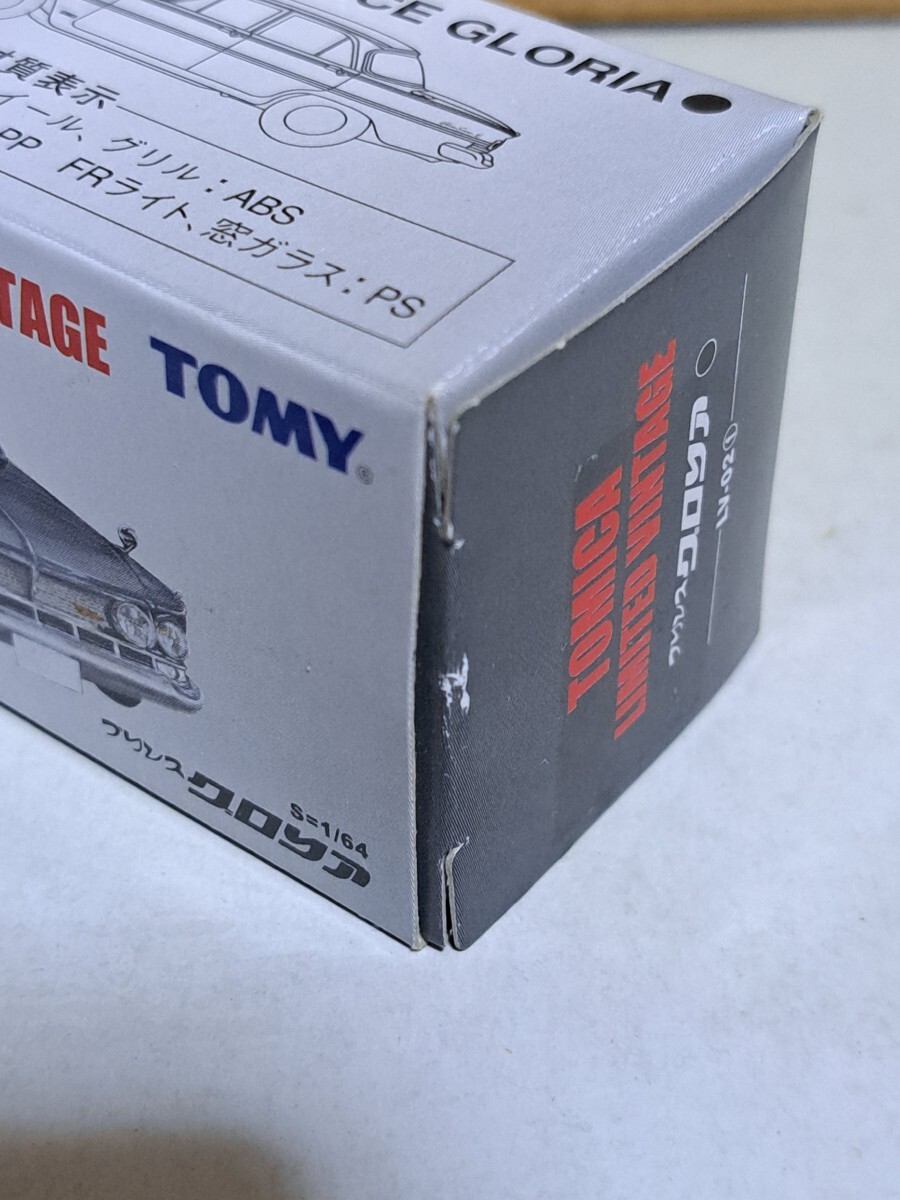 CE GLORIA ●
質表示
イール、グリル：ABS
PP FRライト、窓ガラス：PS
TAGE
TOMY®
プリンス グロリア
S=1/64
TOMICA
LIMITED VINTAGE
プリンス グロリア ○
LV-02①